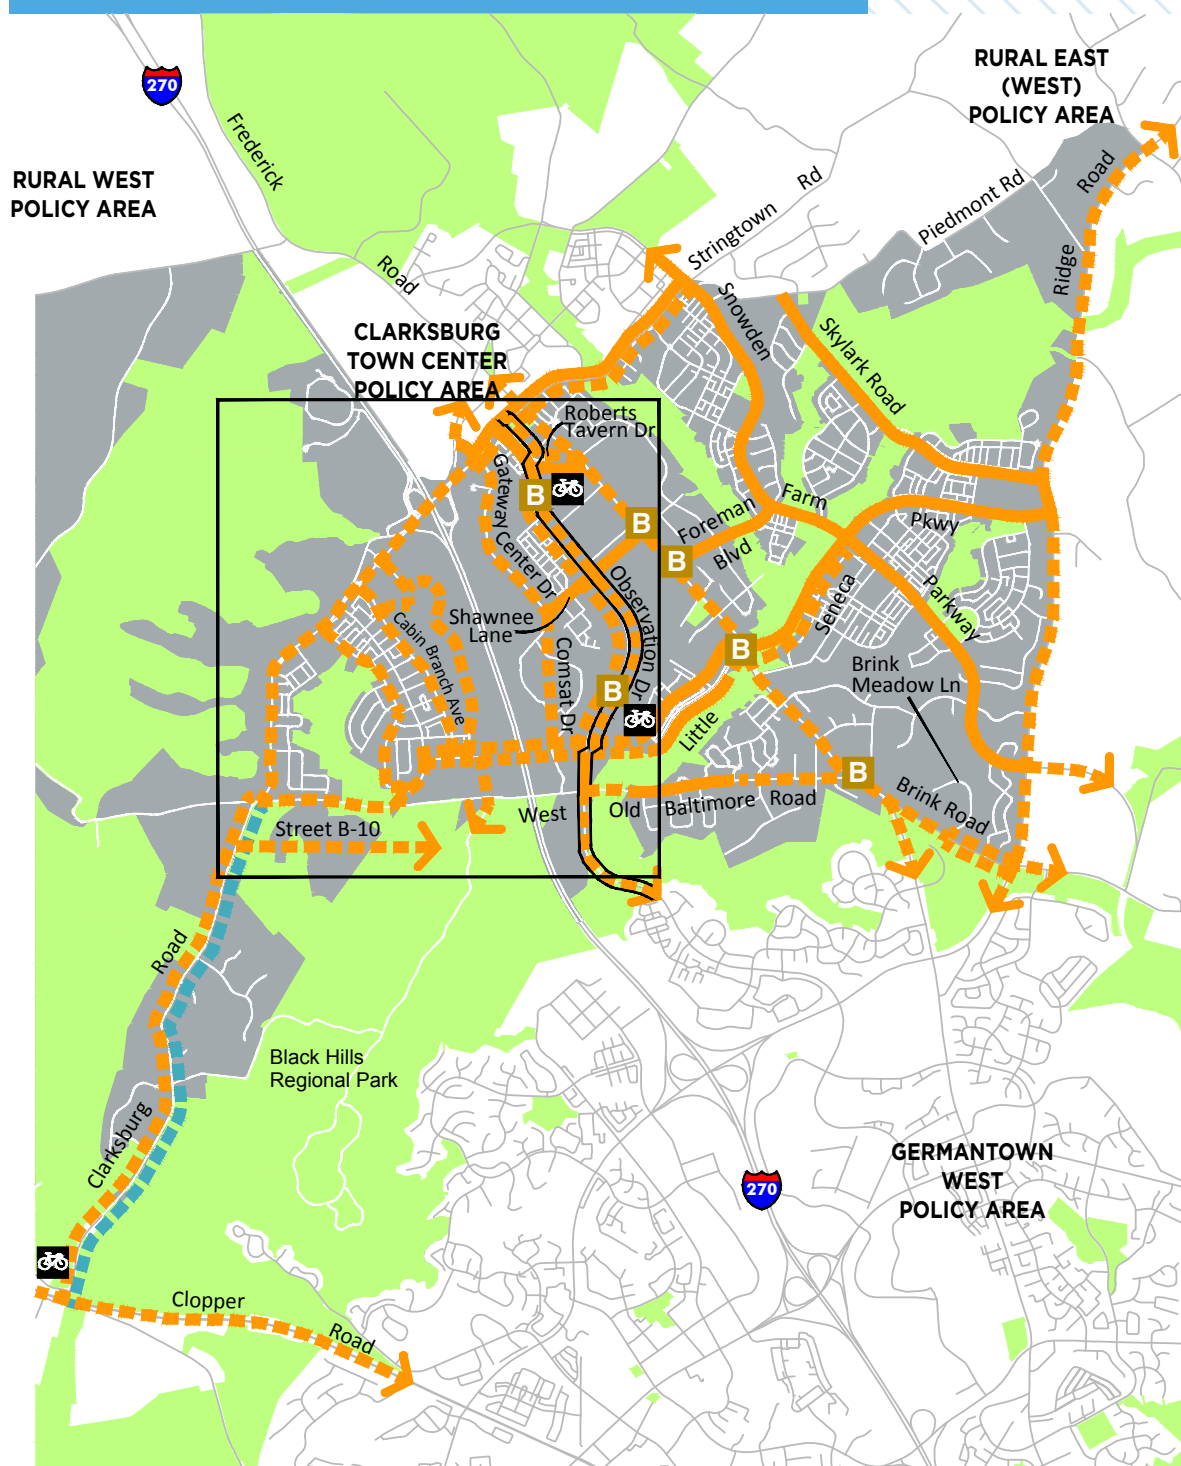 RURAL EAST
(WEST)
POLICY AREA
270
Frederick
RURAL WEST
POLICY AREA
Road
Stringtown
Rd
Piedmont Rd
Road
Ridge
Road
CLARKSBURG
TOWN CENTER
POLICY AREA
Snowden
Skylark Road
Roberts
Tavern Dr
Gateway Center Dr
B
B
B
Foreman
Blvd
Farm
Pkwy
Parkway
Seneca
Observation Dr
Shawnee
Lane
Comsat Dr
Cabin Branch Ave
B
B
Little
Brink
Meadow Ln
B
Brink Road
West
Old
Baltimore
Road
Street B-10
Road
Black Hills
Regional Park
Clarksburg
GERMANTOWN
WEST
POLICY AREA
270
Clopper
Road